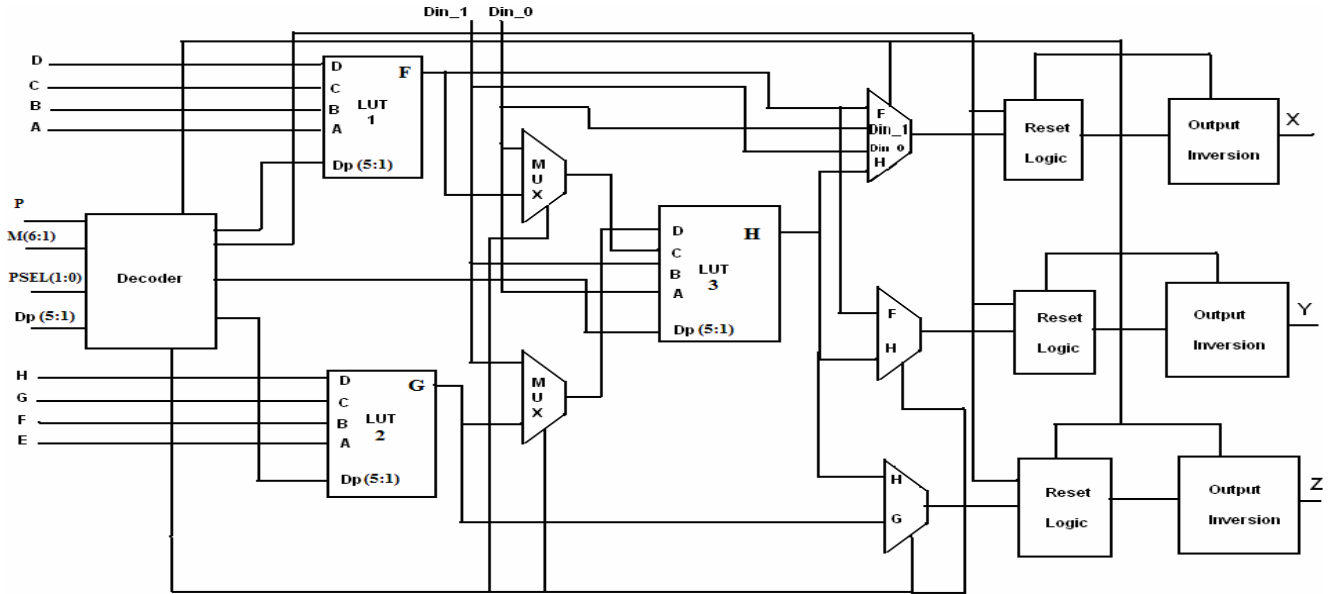 Din_1 Din_0
D
C
B
A
D
C
B
A
F
LUT
1
Dp (5:1)
P
M(6:1)
PSEL(1:0)
Dp (5:1)
Decoder
H
G
F
E
D
C
B
A
G
LUT
2
Dp (5:1)
M
U
X
M
U
X
D
C
B
A
H
LUT
3
Dp (5:1)
F
Din_1
Din_0
H
F
H
H
G
Reset
Logic
Output
Inversion
X
Reset
Logic
Output
Inversion
Y
Reset
Logic
Output
Inversion
Z